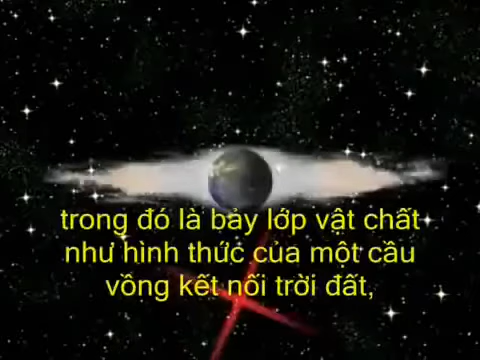 trong đó là bảy lớp vật chất
như hình thức của một cầu
vồng kết nối trời đất,